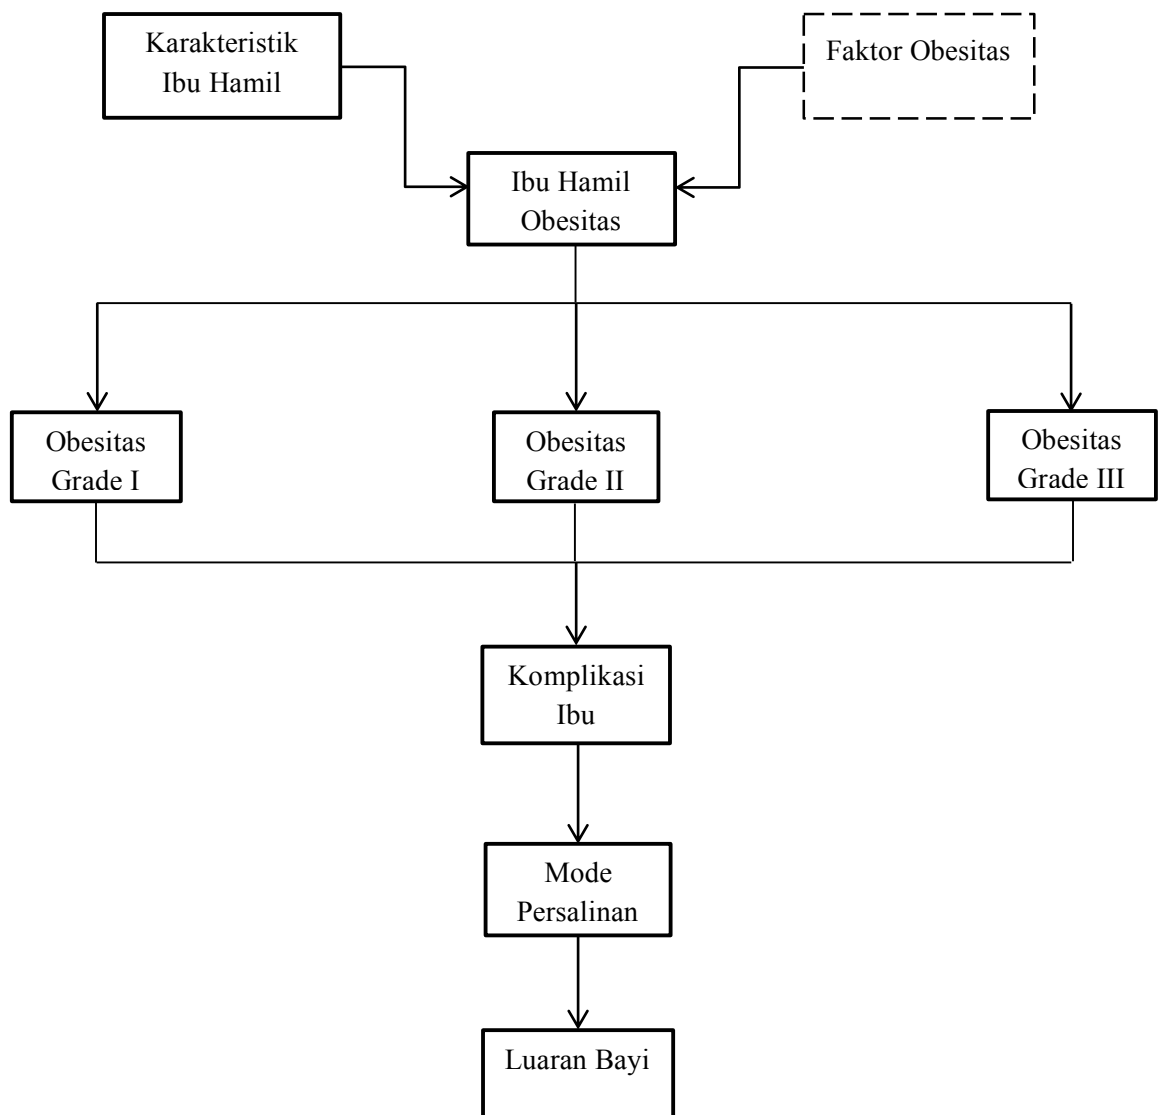 Karakteristik
Ibu Hamil
Faktor Obesitas
Ibu Hamil
Obesitas
Obesitas
Grade I
Obesitas
Grade II
Obesitas
Grade III
Komplikasi
Ibu
Mode
Persalinan
Luaran Bayi